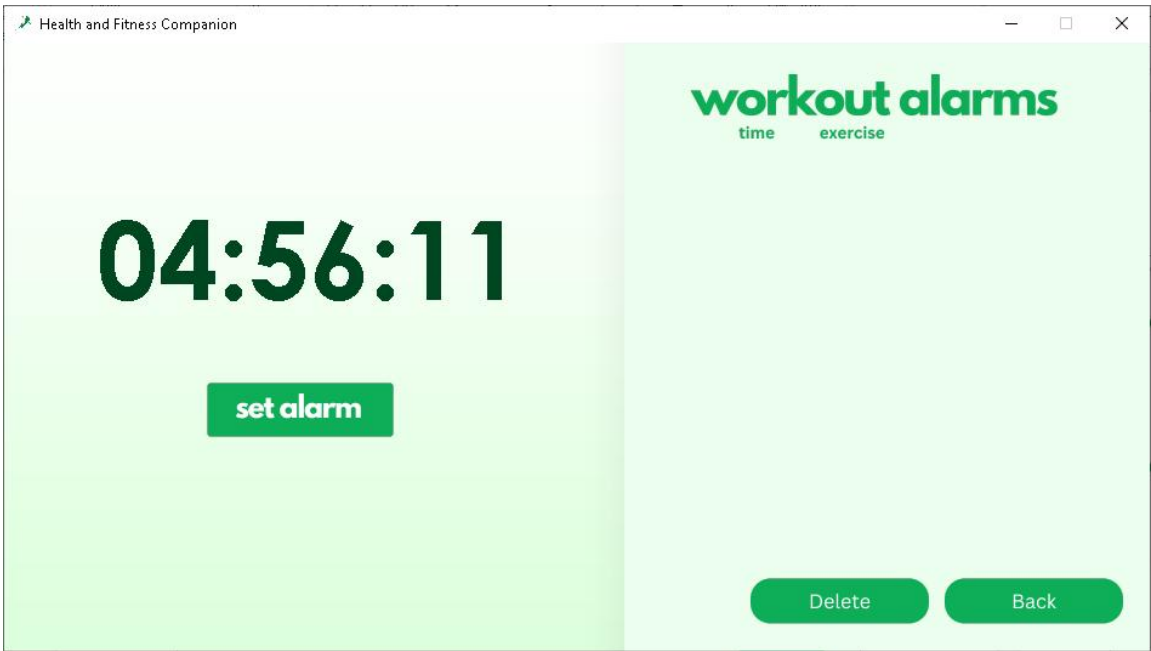 Health and Fitness Companion
workout alarms
time exercise
04:56:11
set alarm
Delete Back